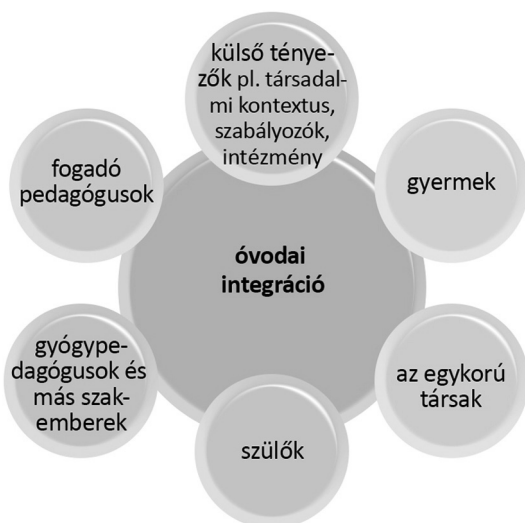 külső ténye-
zők pl. társadal-
mi kontextus,
szabályozók,
intézmény
gyermek
az egykorú
társak
szülők
gyógype-
dagógusok és
más szak-
emberek
fogadó
pedagógusok
óvodai
integráció